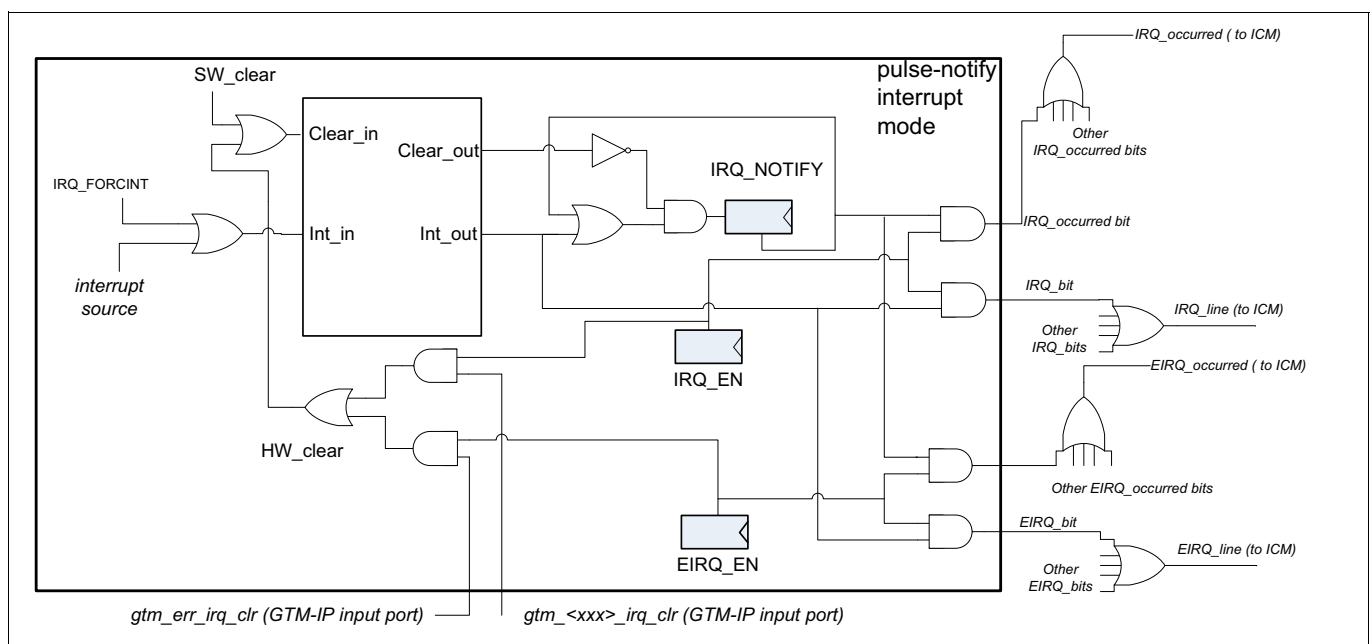 IRQ_occurred ( to ICM)
pulse-notify
interrupt
mode
SW_clear
Clear_in
Clear_out
Other
IRQ_occurred bits
IRQ_NOTIFY
IRQ_FORCINT
IRQ_occurred bit
Int_in
Int_out
interrupt
source
IRQ_bit
IRQ_line (to ICM)
Other
IRQ_bits
IRQ_EN
EIRQ_occurred ( to ICM)
HW_clear
Other EIRQ_occurred bits
EIRQ_bit
EIRQ_line (to ICM)
EIRQ_EN
Other
EIRQ_bits
gtm_err_irq_clr (GTM-IP input port)
gtm_<xxx>_irq_clr (GTM-IP input port)